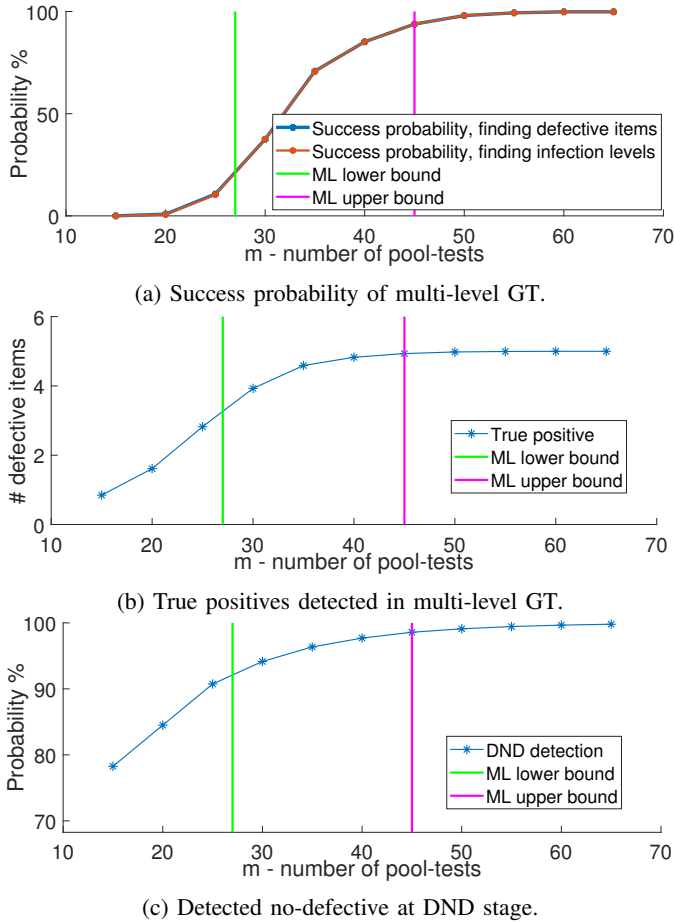 100
50
0
Probability %
Success probability, finding defective items
Success probability, finding infection levels
ML lower bound
ML upper bound
10 20 30 40 50 60 70
m - number of pool-tests
(a) Success probability of multi-level GT.
6
4
2
0
# defective items
True positive
ML lower bound
ML upper bound
10 20 30 40 50 60 70
m - number of pool-tests
(b) True positives detected in multi-level GT.
100
90
80
70
Probability %
DND detection
ML lower bound
ML upper bound
10 20 30 40 50 60 70
m - number of pool-tests
(c) Detected no-defective at DND stage.